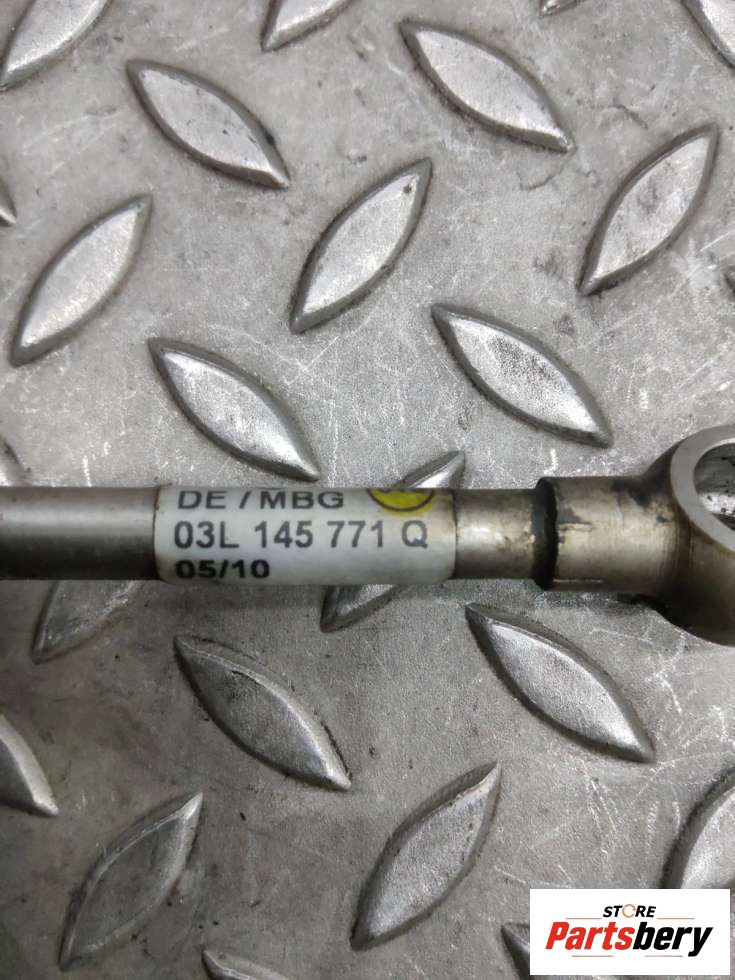 DE / MBG
03L 145 771 Q
05/10
STORE
Partsbery